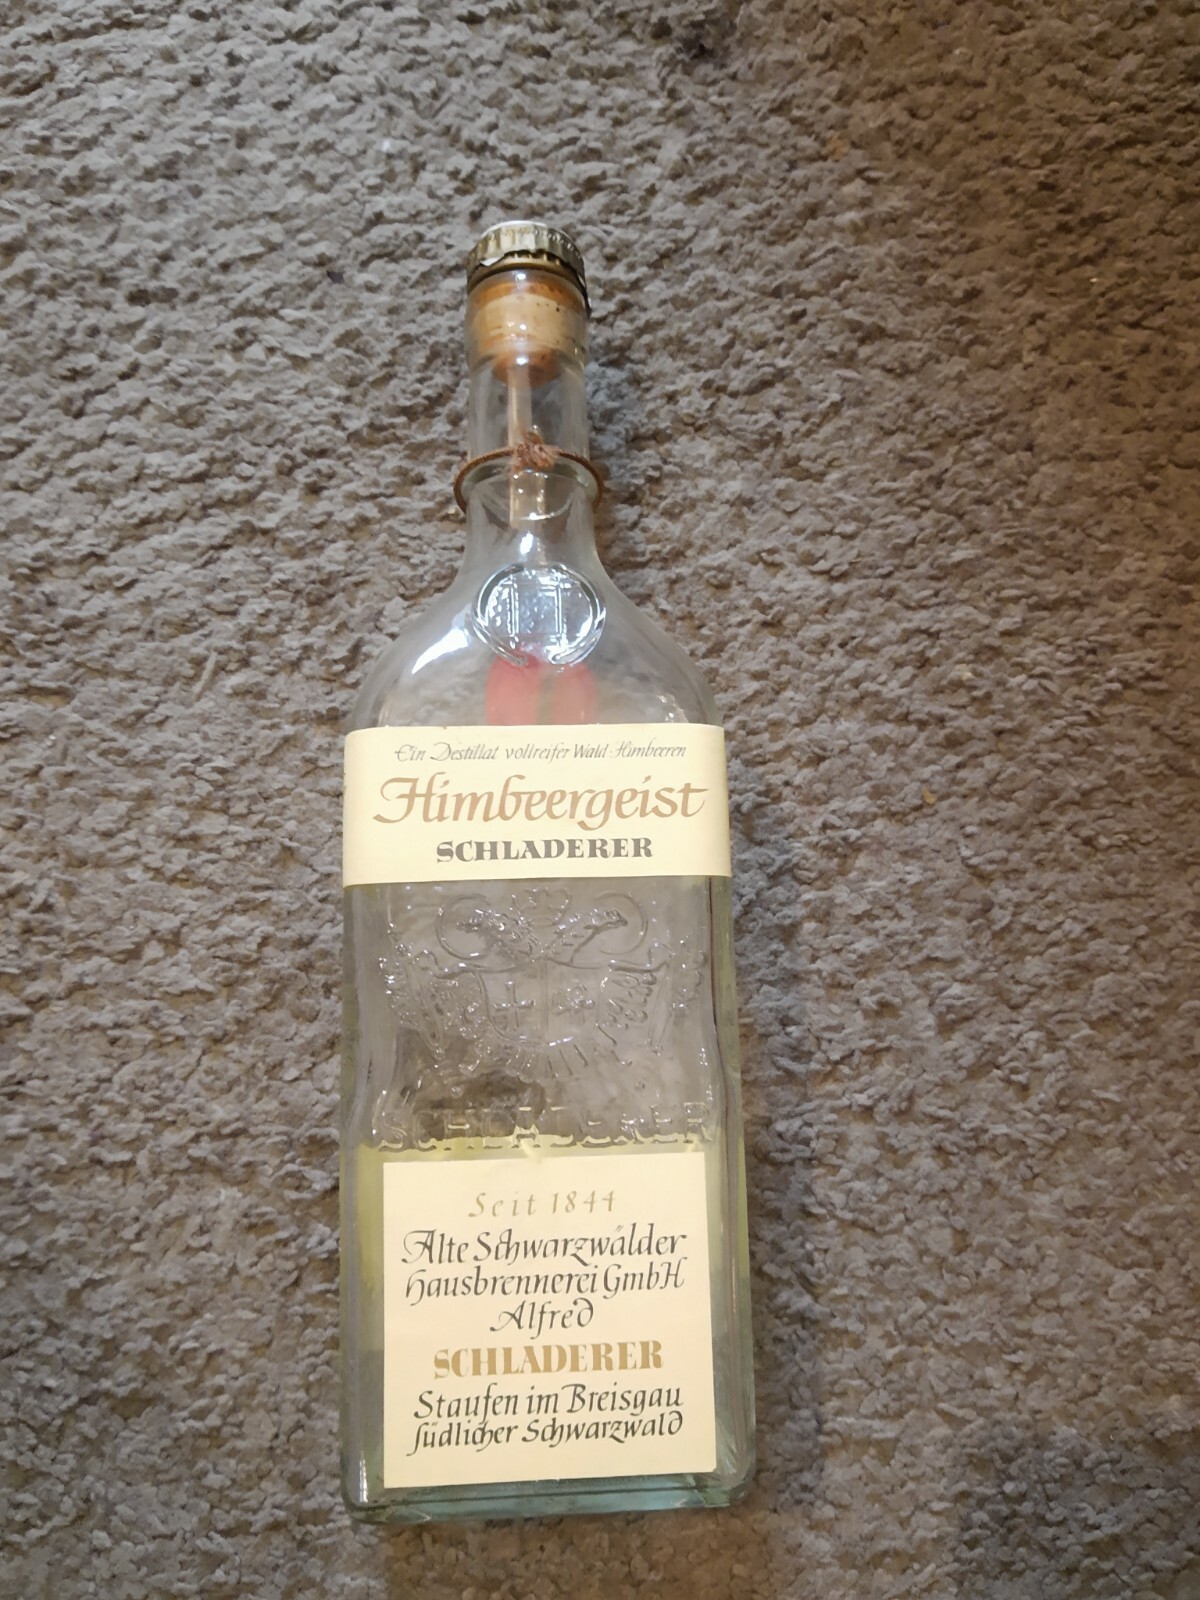 Ein Destillat vollreifer Wald-Himbeeren
Himbeergeist
SCHLADERER
SCHLADERER
Seit 1844
Alte Schwarzwälder
Hausbrennerei GmbH
Alfred
SCHLADERER
Staufen im Breisgau
südlicher Schwarzwald